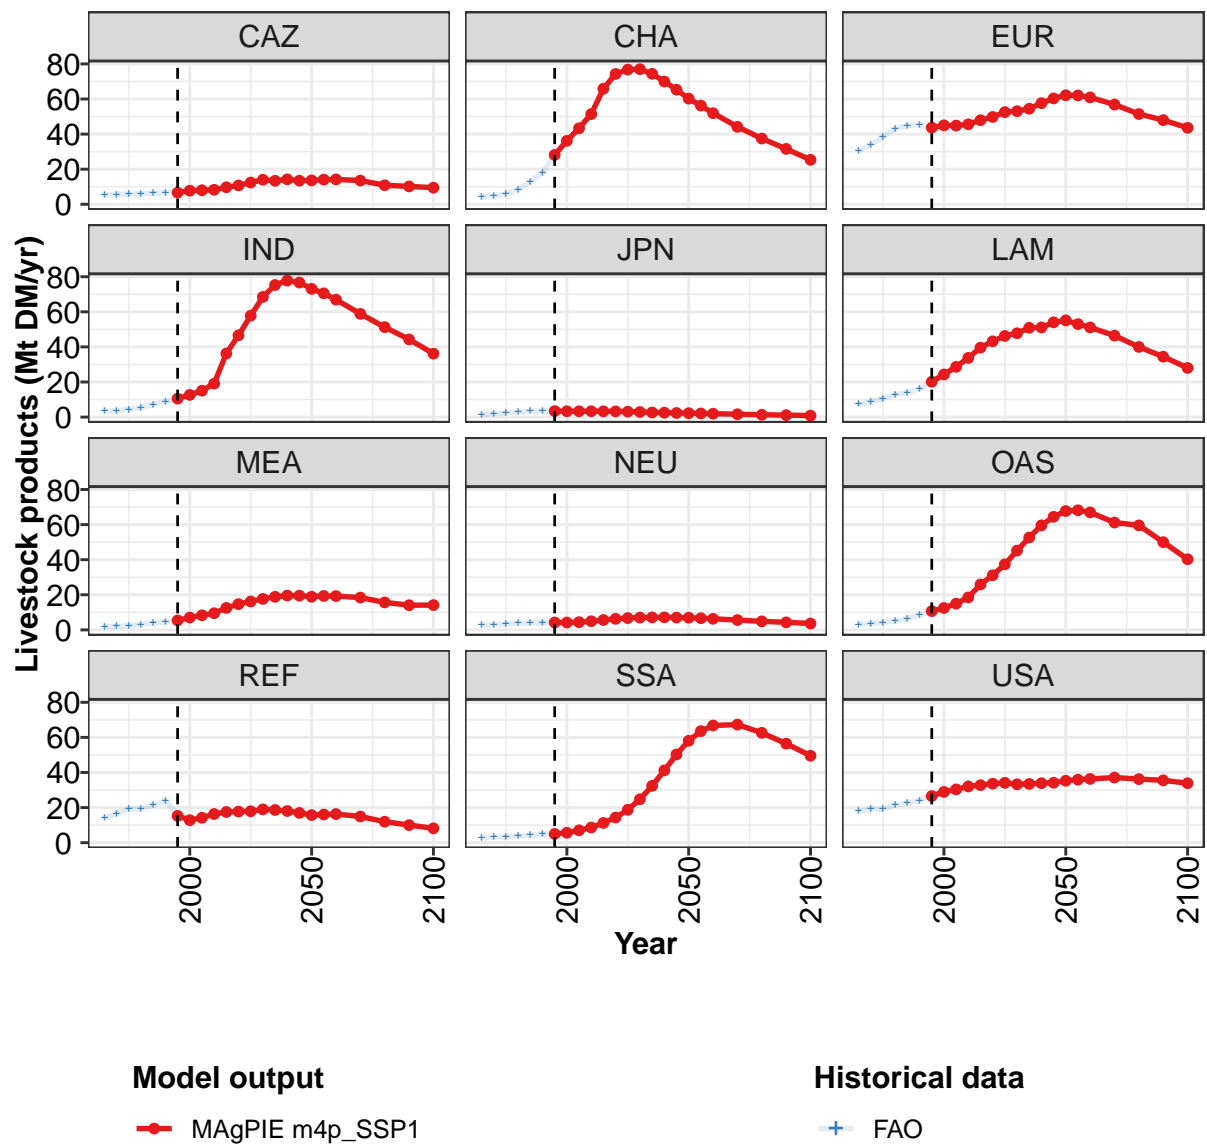 CAZ CHA EUR
80
60
40
20
0
IND JPN LAM
80
60
40
20
0
MEA NEU OAS
80
60
40
20
0
REF SSA USA
80
60
40
20
0
Livestock products (Mt DM/yr)
2000 2050 2100 2000 2050 2100 2000 2050 2100
Year
Model output Historical data
MAgPIE m4p_SSP1 FAO